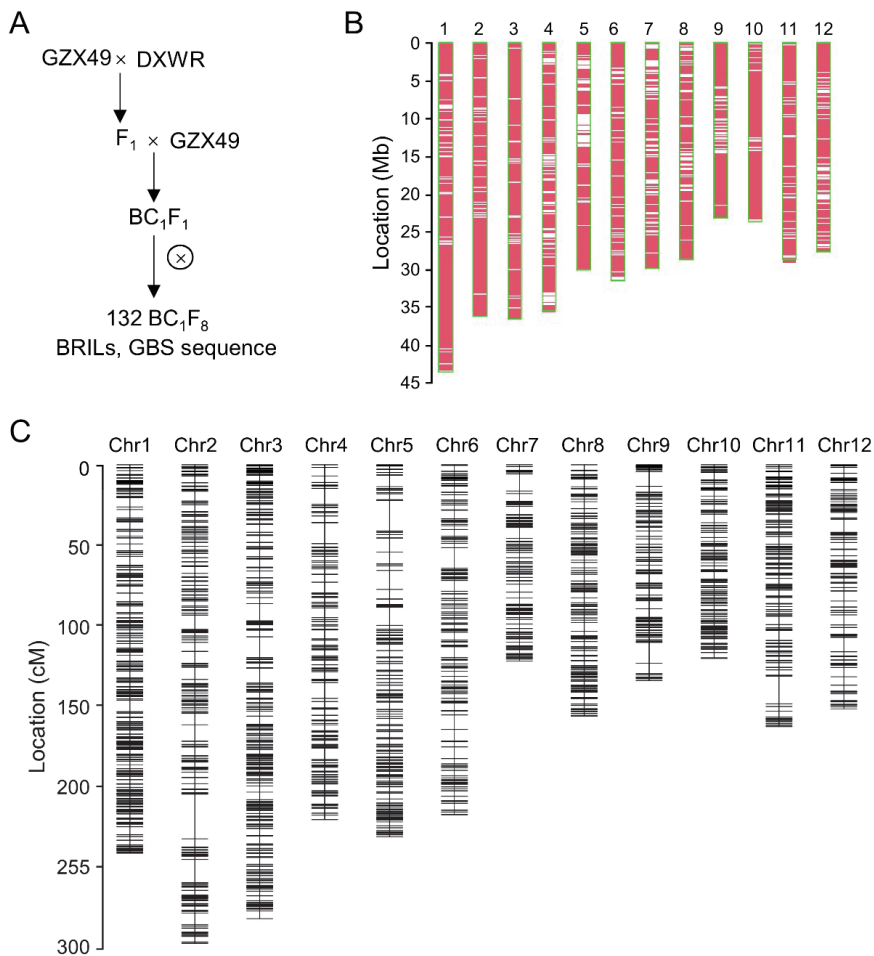 A
GZX49 × DXWR
F₁ × GZX49
BC₁F₁
×
132 BC₁F₈
BRILs, GBS sequence
B
1 2 3 4 5 6 7 8 9 10 11 12
Location (Mb)
0
5
10
15
20
25
30
35
40
45
C
Chr1 Chr2 Chr3 Chr4 Chr5 Chr6 Chr7 Chr8 Chr9 Chr10 Chr11 Chr12
Location (cM)
0
50
100
150
200
255
300